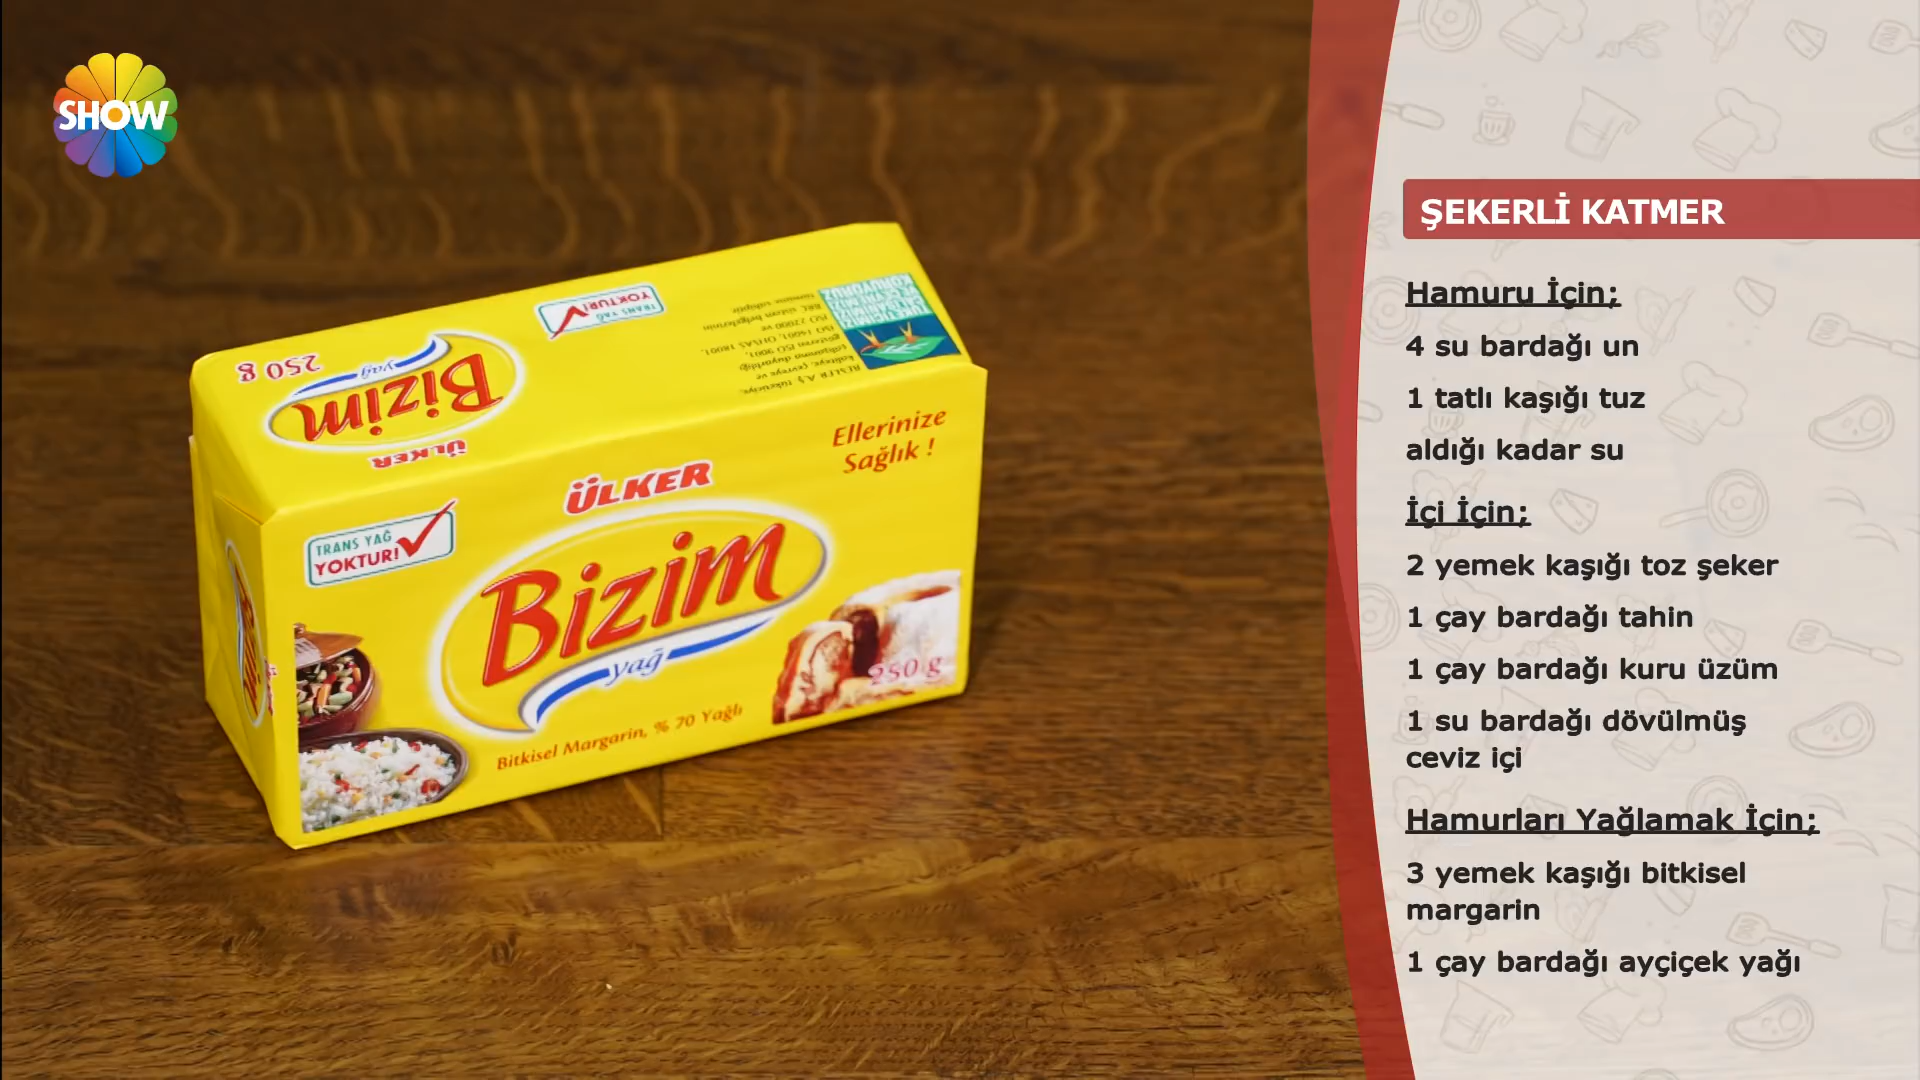 SHOW
TRANS YAĞ
YOKTUR!
250 g
Bizim
yağ
ÜLKER
Ellerinize
Sağlık !
ÜLKER
TRANS YAĞ
YOKTUR!
Bizim
yağ
250 g
Bitkisel Margarin, % 70 Yağlı
ŞEKERLİ KATMER
Hamuru İçin;
4 su bardağı un
1 tatlı kaşığı tuz
aldığı kadar su
İçi İçin;
2 yemek kaşığı toz şeker
1 çay bardağı tahin
1 çay bardağı kuru üzüm
1 su bardağı dövülmüş
ceviz içi
Hamurları Yağlamak İçin;
3 yemek kaşığı bitkisel
margarin
1 çay bardağı ayçiçek yağı